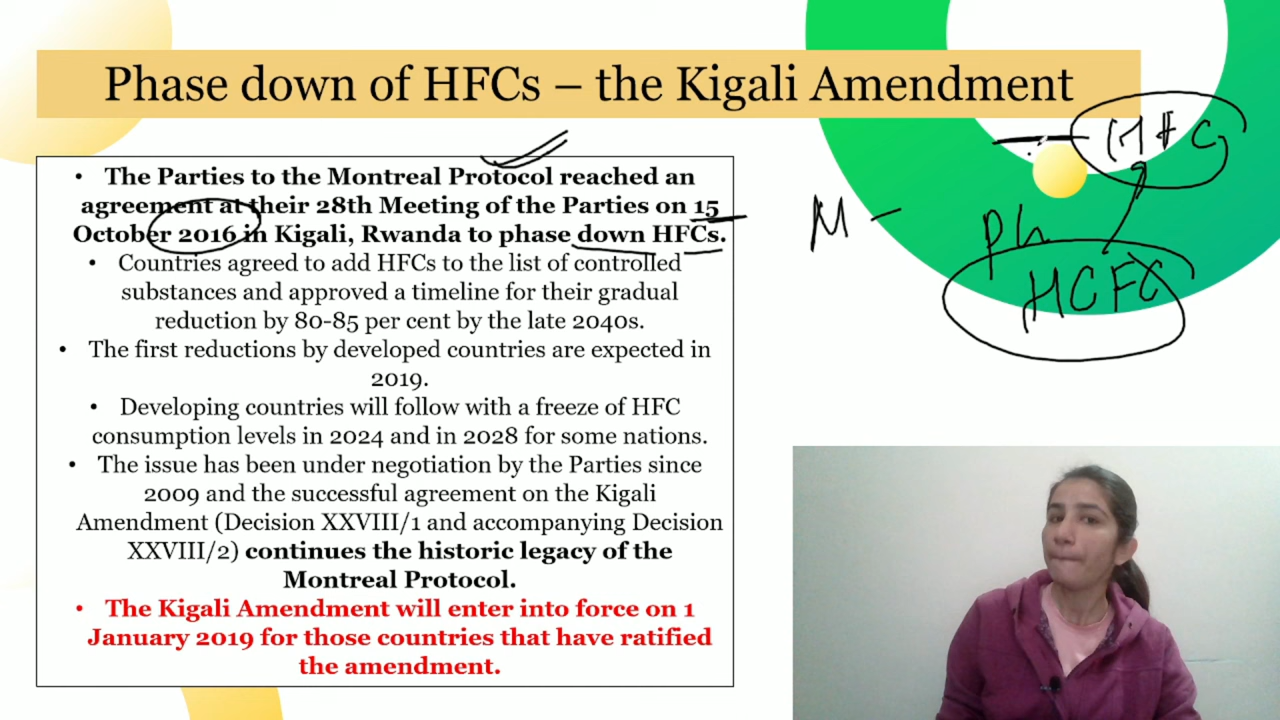 Phase down of HFCs – the Kigali Amendment
• The Parties to the Montreal Protocol reached an
agreement at their 28th Meeting of the Parties on 15
October 2016 in Kigali, Rwanda to phase down HFCs.
• Countries agreed to add HFCs to the list of controlled
substances and approved a timeline for their gradual
reduction by 80-85 per cent by the late 2040s.
• The first reductions by developed countries are expected in
2019.
• Developing countries will follow with a freeze of HFC
consumption levels in 2024 and in 2028 for some nations.
• The issue has been under negotiation by the Parties since
2009 and the successful agreement on the Kigali
Amendment (Decision XXVIII/1 and accompanying Decision
XXVIII/2) continues the historic legacy of the
Montreal Protocol.
• The Kigali Amendment will enter into force on 1
January 2019 for those countries that have ratified
the amendment.
HFC
M -
Ph
HCFC